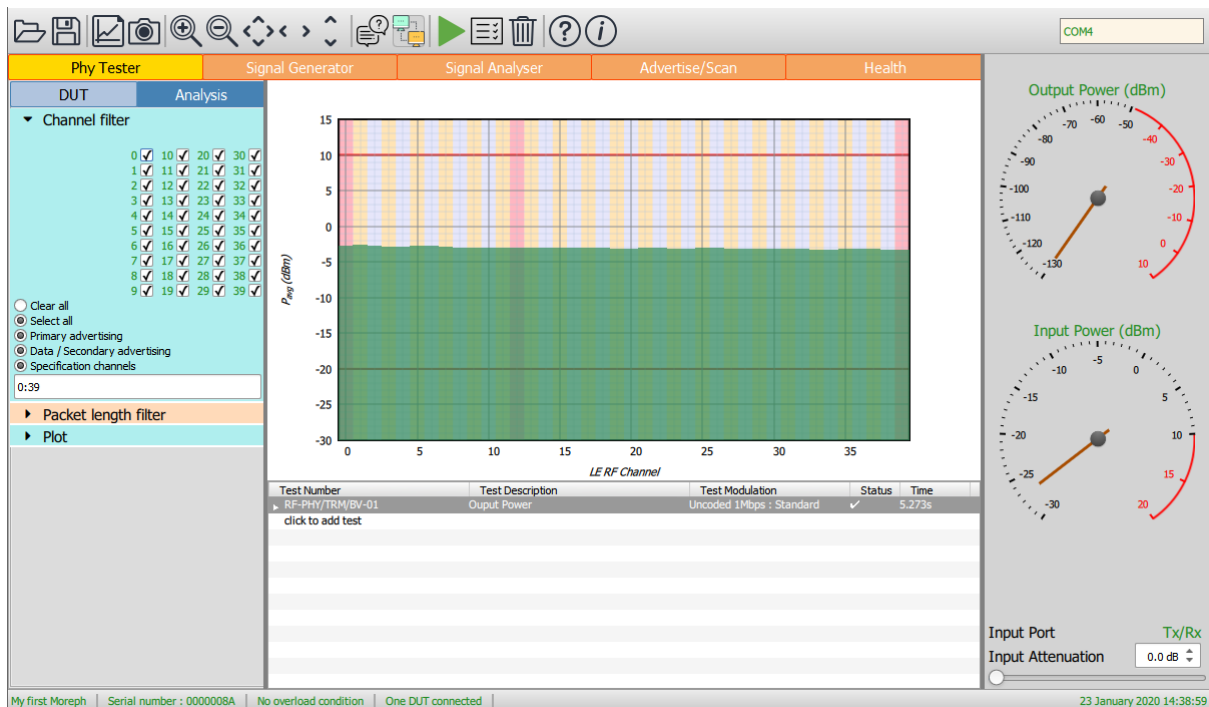 COM4
Phy Tester Signal Generator Signal Analyser Advertise/Scan Health
DUT Analysis
Channel filter
0 10 20 30
1 11 21 31
2 12 22 32
3 13 23 33
4 14 24 34
5 15 25 35
6 16 26 36
7 17 27 37
8 18 28 38
9 19 29 39
Clear all
Select all
Primary advertising
Data / Secondary advertising
Specification channels
0:39
Packet length filter
Plot
15
10
5
0
-5
-10
-15
-20
-25
-30
Pavg (dBm)
0 5 10 15 20 25 30 35
LE RF Channel
Test Number Test Description Test Modulation Status Time
RF-PHY/TRM/BV-01 Ouput Power Uncoded 1Mbps : Standard ✓ 5.273s
click to add test
Output Power (dBm)
-130 -120 -110 -100 -90 -80 -70 -60 -50 -40 -30 -20 -10 0 10
Input Power (dBm)
-30 -25 -20 -15 -10 -5 0 5 10 15 20
Input Port Tx/Rx
Input Attenuation 0.0 dB
My first Moreph Serial number : 0000008A No overload condition One DUT connected 23 January 2020 14:38:59